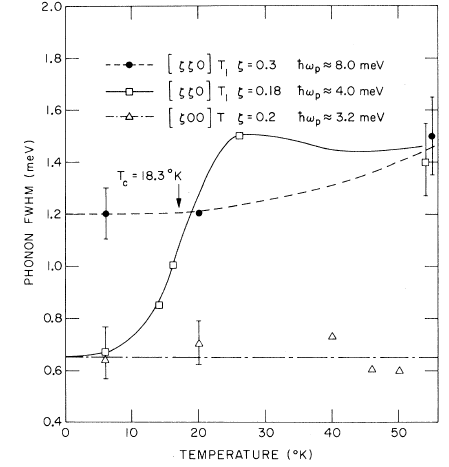 2.0
1.8
1.6
1.4
1.2
1.0
0.8
0.6
0.4
PHONON FWHM (meV)
[ζζ0] T₁ ζ = 0.3 ħωₚ ≈ 8.0 meV
[ζζ0] T₁ ζ = 0.18 ħωₚ ≈ 4.0 meV
[ζ00] T ζ = 0.2 ħωₚ ≈ 3.2 meV
T_c = 18.3 °K
0 10 20 30 40 50
TEMPERATURE (°K)